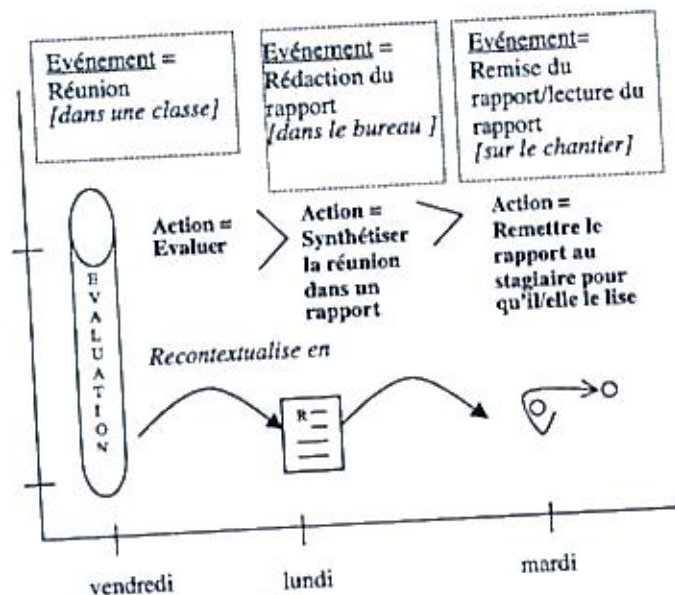 Evénement =
Réunion
[dans une classe]
Evénement =
Rédaction du
rapport
[dans le bureau ]
Evénement=
Remise du
rapport/lecture du
rapport
[sur le chantier]
Action =
Evaluer
Action =
Synthétiser
la réunion
dans un
rapport
Action =
Remettre le
rapport au
stagiaire pour
qu'il/elle le lise
EVALUATION
Recontextualise en
R
vendredi
lundi
mardi